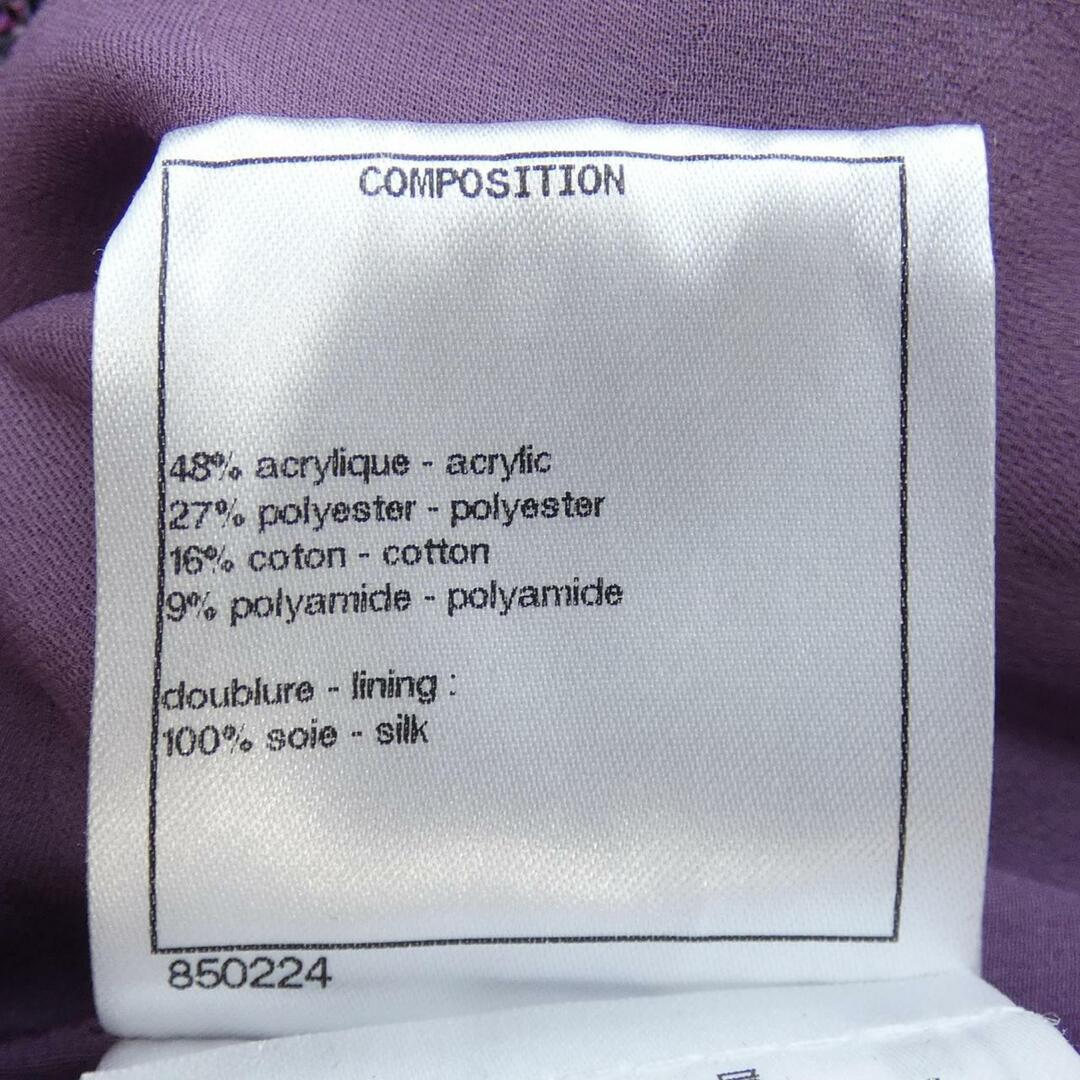 COMPOSITION
48% acrylique - acrylic
27% polyester - polyester
16% coton - cotton
9% polyamide - polyamide
doublure - lining :
100% soie - silk
850224